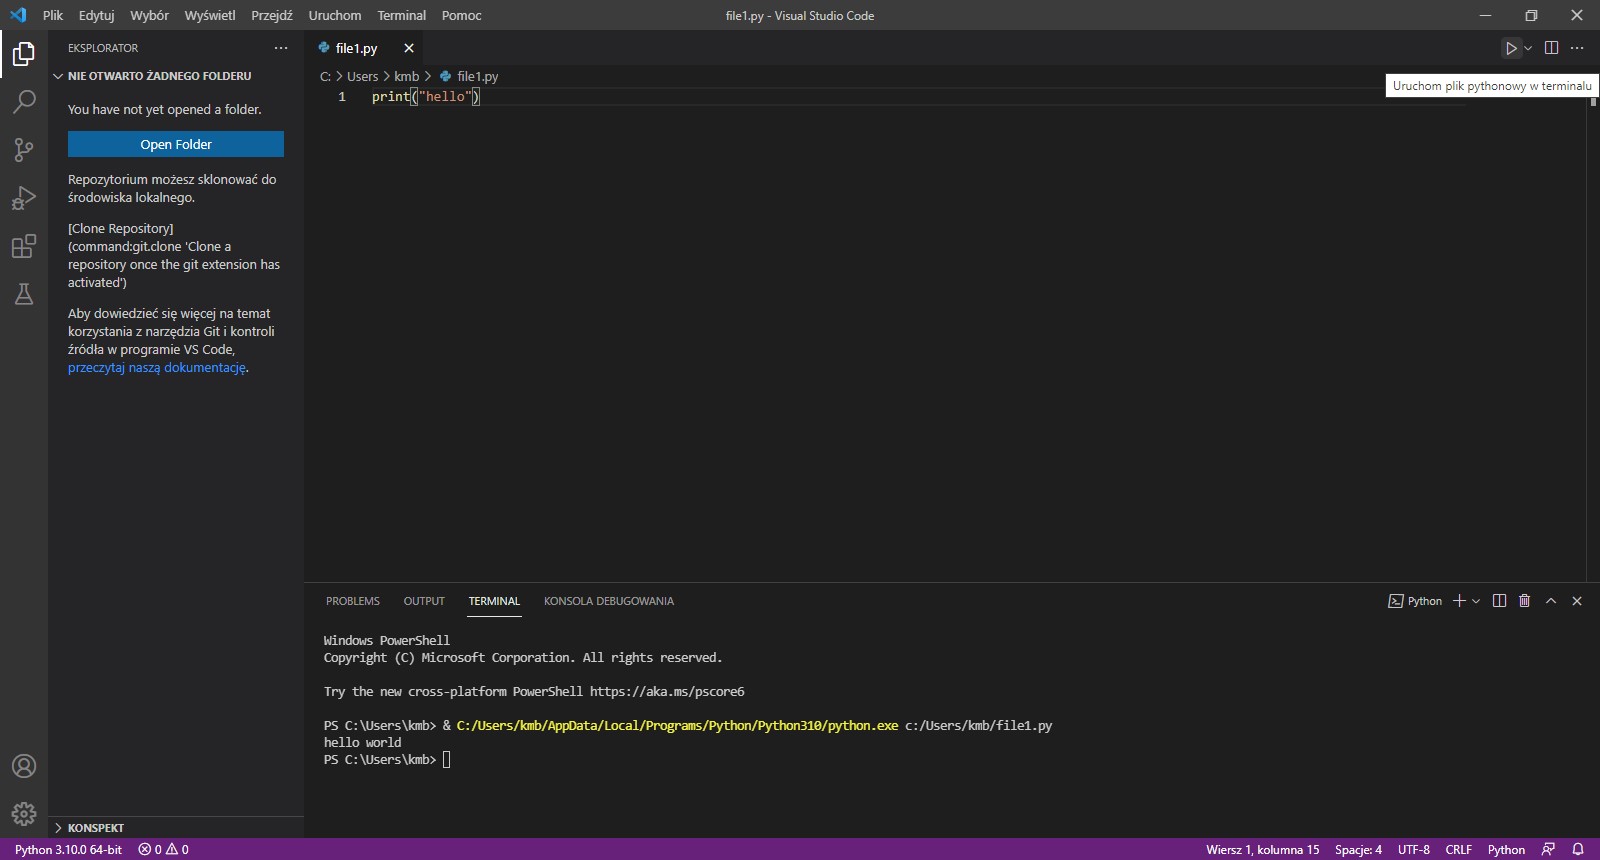 Plik Edytuj Wybór Wyświetl Przejdź Uruchom Terminal Pomoc
file1.py - Visual Studio Code
EKSPLORATOR
NIE OTWARTO ŻADNEGO FOLDERU
You have not yet opened a folder.
Open Folder
Repozytorium możesz sklonować do
środowiska lokalnego.
[Clone Repository]
(command:git.clone 'Clone a
repository once the git extension has
activated')
Aby dowiedzieć się więcej na temat
korzystania z narzędzia Git i kontroli
źródła w programie VS Code,
przeczytaj naszą dokumentację.
KONSPEKT
file1.py
C: > Users > kmb > file1.py
Uruchom plik pythonowy w terminalu
1 print("hello")
PROBLEMS OUTPUT TERMINAL KONSOLA DEBUGOWANIA
Python
Windows PowerShell
Copyright (C) Microsoft Corporation. All rights reserved.
Try the new cross-platform PowerShell https://aka.ms/pscore6
PS C:\Users\kmb> & C:/Users/kmb/AppData/Local/Programs/Python/Python310/python.exe c:/Users/kmb/file1.py
hello world
PS C:\Users\kmb>
Python 3.10.0 64-bit 0 0
Wiersz 1, kolumna 15 Spacje: 4 UTF-8 CRLF Python